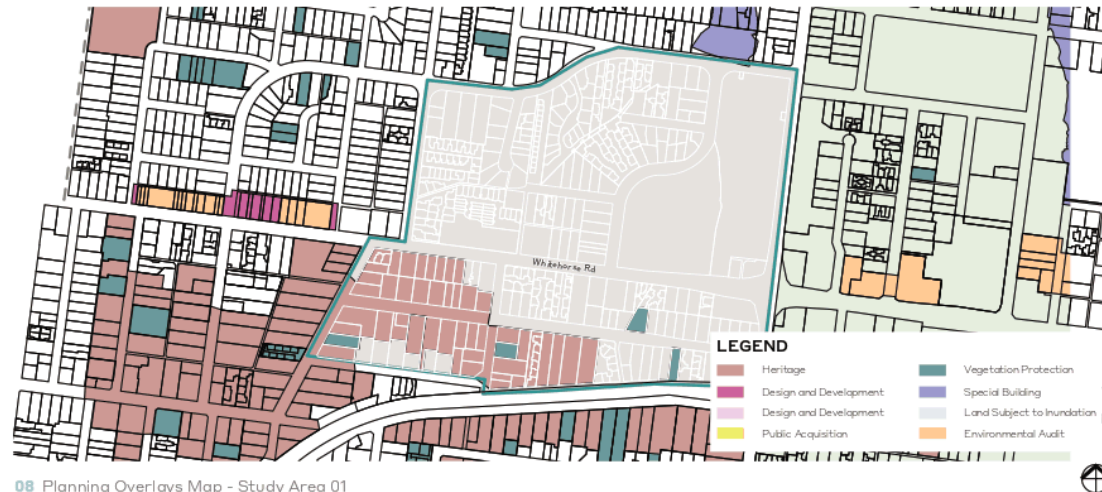 Whitehorse Rd
LEGEND
Heritage
Design and Development
Design and Development
Public Acquisition
Vegetation Protection
Special Building
Land Subject to Inundation
Environmental Audit
08 Planning Overlays Map - Study Area 01